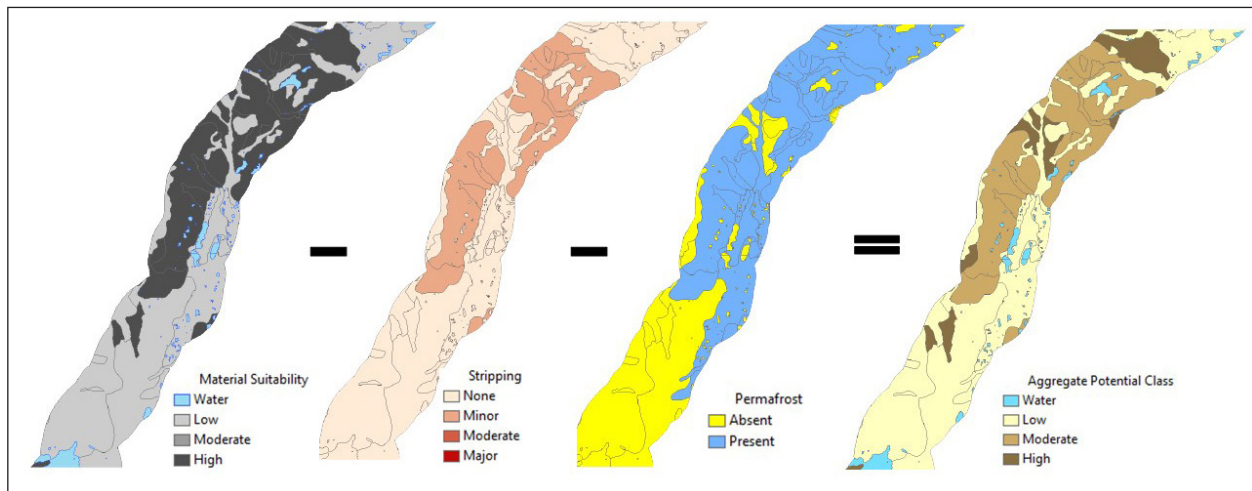 Material Suitability
Water
Low
Moderate
High
Stripping
None
Minor
Moderate
Major
Permafrost
Absent
Present
Aggregate Potential Class
Water
Low
Moderate
High